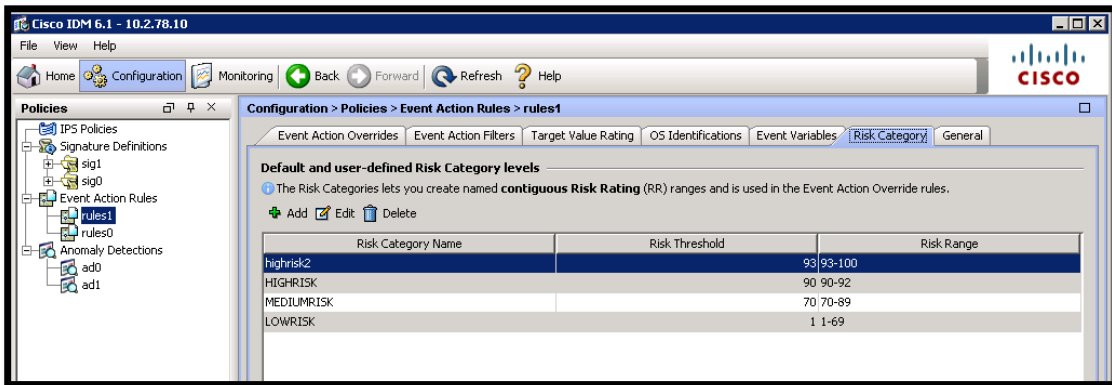 Cisco IDM 6.1 - 10.2.78.10
File View Help
Home Configuration Monitoring Back Forward Refresh Help
CISCO
Policies
IPS Policies
Signature Definitions
sig1
sig0
Event Action Rules
rules1
rules0
Anomaly Detections
ad0
ad1
Configuration > Policies > Event Action Rules > rules1
Event Action Overrides Event Action Filters Target Value Rating OS Identifications Event Variables Risk Category General
Default and user-defined Risk Category levels
The Risk Categories lets you create named contiguous Risk Rating (RR) ranges and is used in the Event Action Override rules.
Add Edit Delete
Risk Category Name Risk Threshold Risk Range
highrisk2 93 93-100
HIGHRISK 90 90-92
MEDIUMRISK 70 70-89
LOWRISK 1 1-69